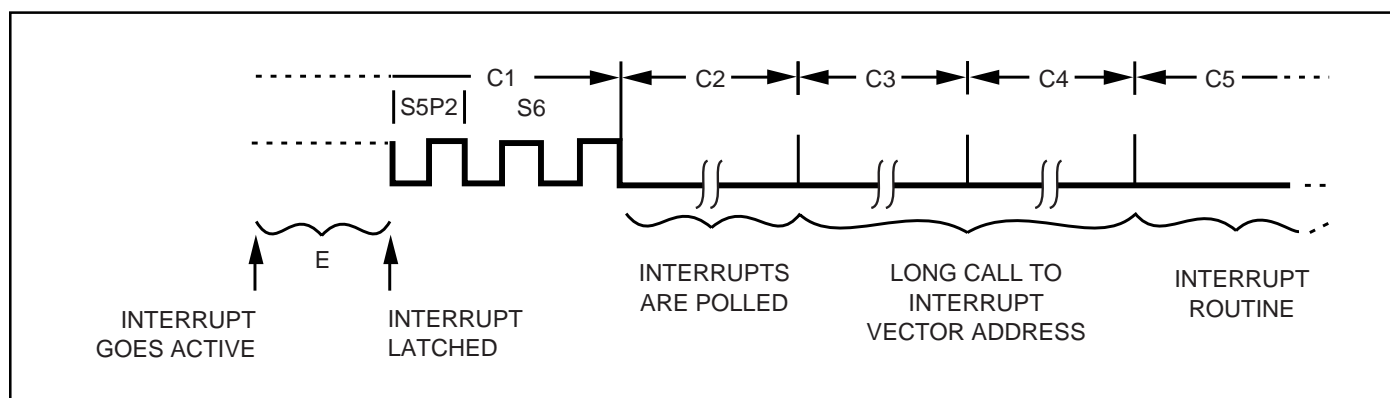 C1
C2
C3
C4
C5
S5P2
S6
E
INTERRUPT
GOES ACTIVE
INTERRUPT
LATCHED
INTERRUPTS
ARE POLLED
LONG CALL TO
INTERRUPT
VECTOR ADDRESS
INTERRUPT
ROUTINE